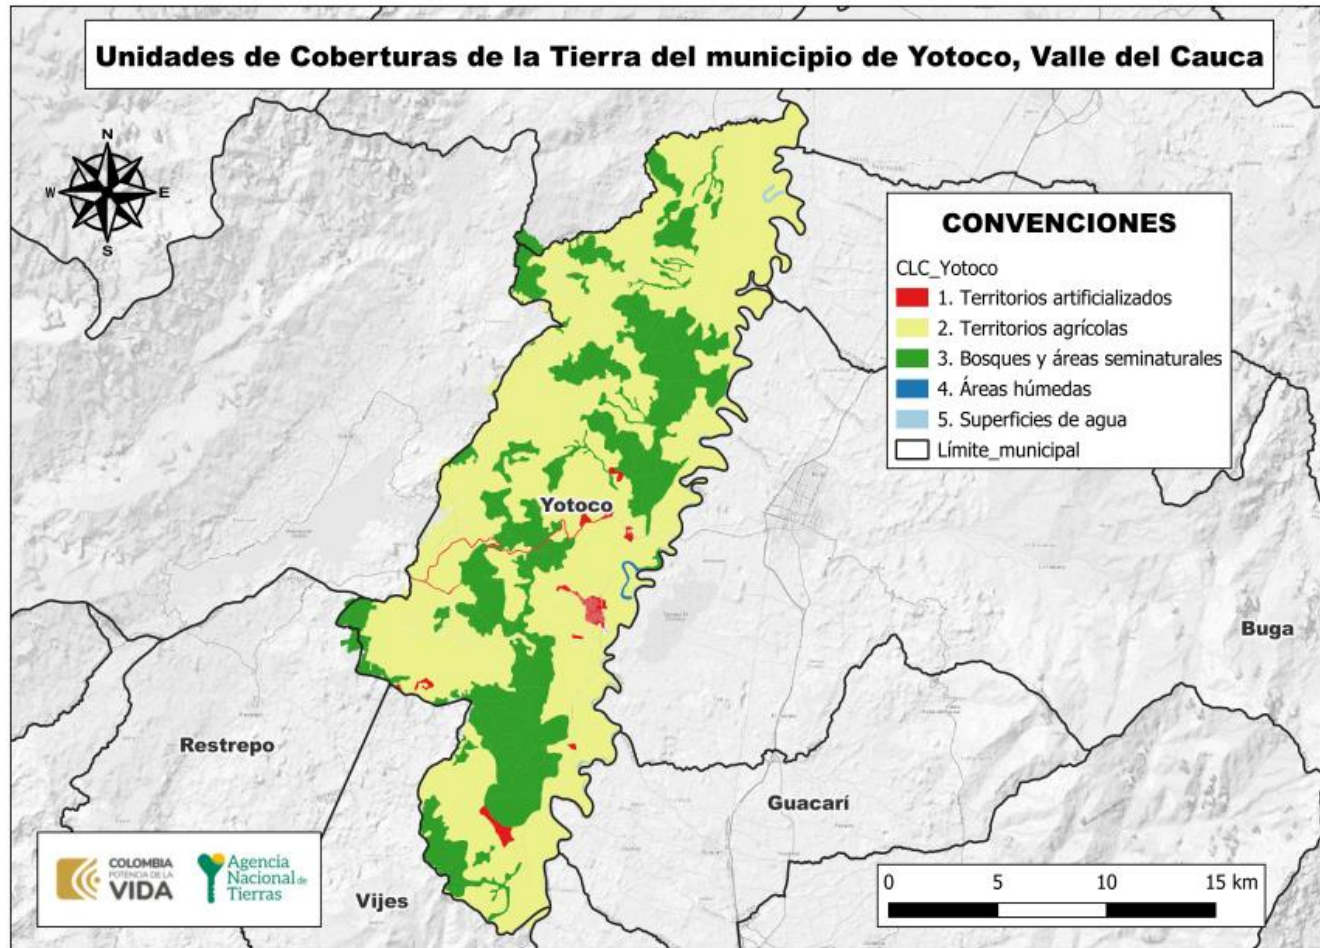 Unidades de Coberturas de la Tierra del municipio de Yotoco, Valle del Cauca
N
W
E
S
CONVENCIONES
CLC_Yotoco
1. Territorios artificializados
2. Territorios agrícolas
3. Bosques y áreas seminaturales
4. Áreas húmedas
5. Superficies de agua
Límite_municipal
Yotoco
Buga
Restrepo
Guacarí
Vijes
COLOMBIA
POTENCIA DE LA
VIDA
Agencia
Nacional de
Tierras
0 5 10 15 km